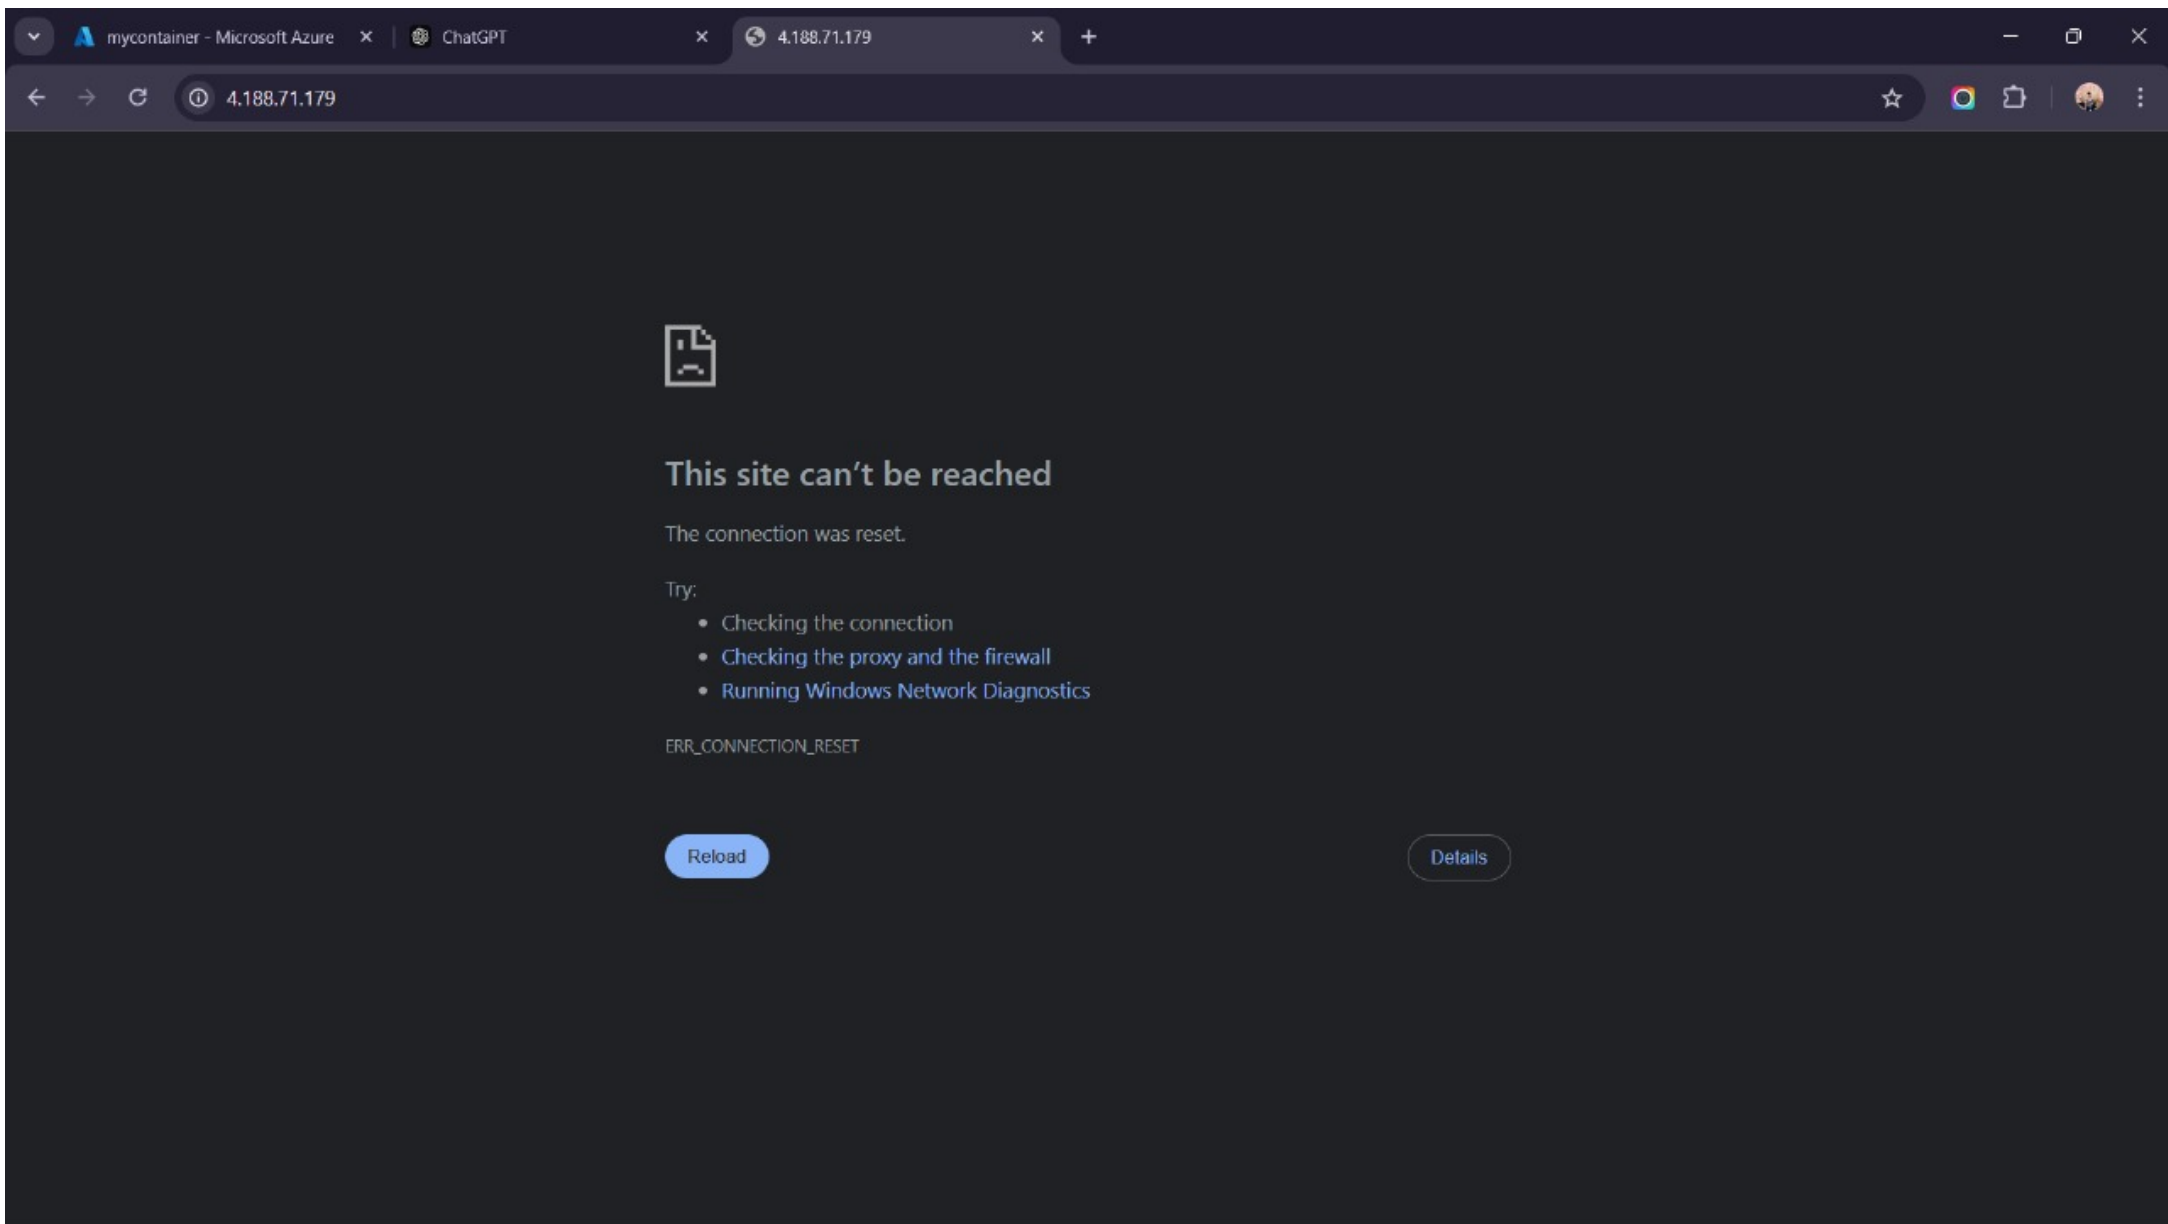 mycontainer - Microsoft Azure
ChatGPT
4.188.71.179
4.188.71.179
This site can't be reached
The connection was reset.
Try:
Checking the connection
Checking the proxy and the firewall
Running Windows Network Diagnostics
ERR_CONNECTION_RESET
Reload
Details